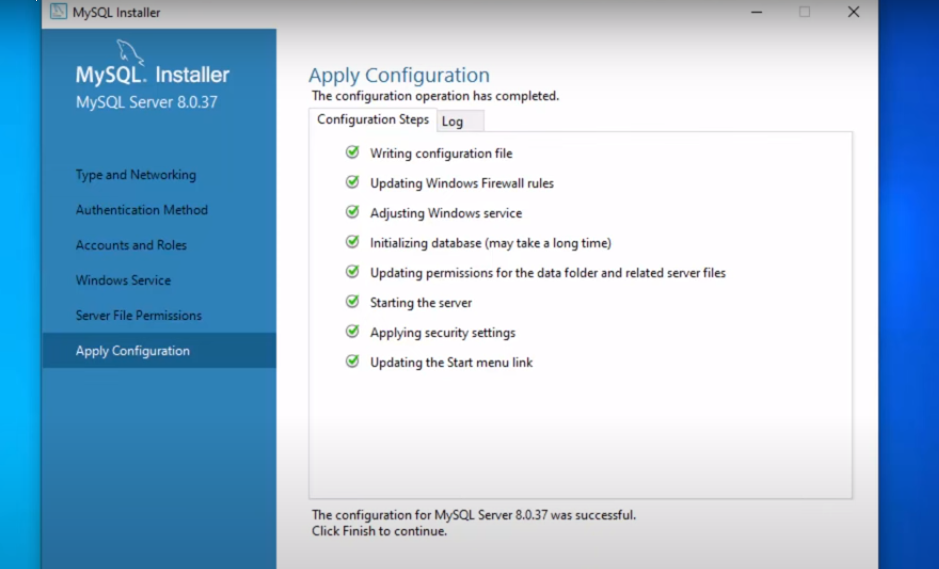 MySQL Installer
MySQL. Installer
MySQL Server 8.0.37
Type and Networking
Authentication Method
Accounts and Roles
Windows Service
Server File Permissions
Apply Configuration
Apply Configuration
The configuration operation has completed.
Configuration Steps Log
Writing configuration file
Updating Windows Firewall rules
Adjusting Windows service
Initializing database (may take a long time)
Updating permissions for the data folder and related server files
Starting the server
Applying security settings
Updating the Start menu link
The configuration for MySQL Server 8.0.37 was successful.
Click Finish to continue.